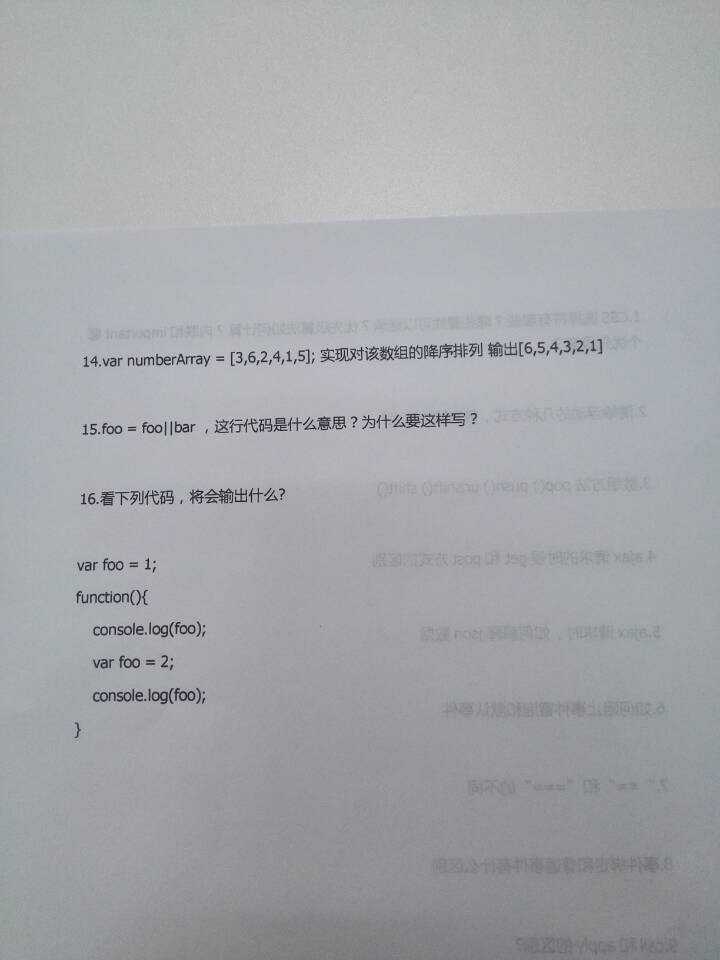 14.var numberArray = [3,6,2,4,1,5]; 实现对该数组的降序排列 输出[6,5,4,3,2,1]
15.foo = foo||bar ，这行代码是什么意思？为什么要这样写？
16.看下列代码，将会输出什么?
var foo = 1;
function(){
console.log(foo);
var foo = 2;
console.log(foo);
}